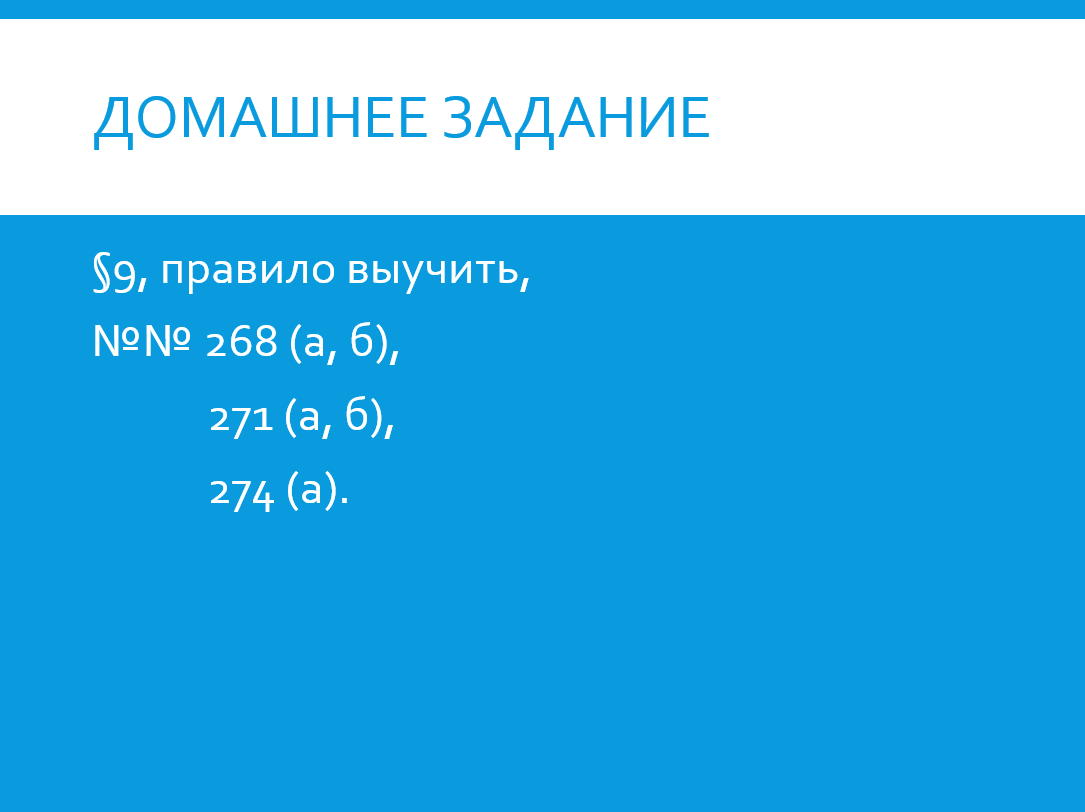 ДОМАШНЕЕ ЗАДАНИЕ
§9, правило выучить,
№№ 268 (а, б),
271 (а, б),
274 (а).